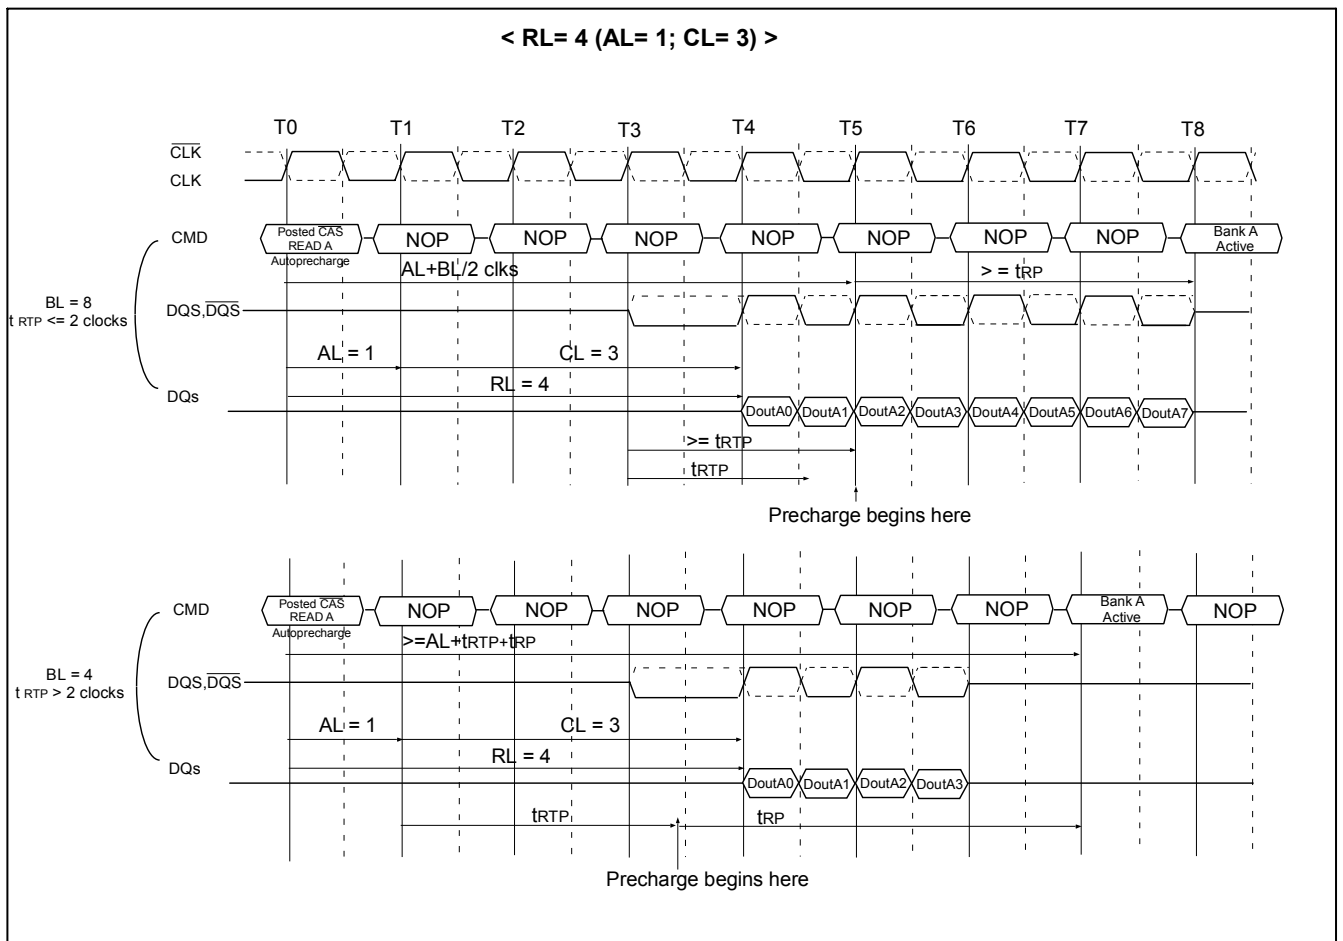 < RL= 4 (AL= 1; CL= 3) >
T0 T1 T2 T3 T4 T5 T6 T7 T8
CLK
CLK
CMD
Posted CAS
READ A
Autoprecharge
NOP NOP NOP NOP NOP NOP NOP
Bank A
Active
AL+BL/2 clks
> = tRP
BL = 8
t RTP <= 2 clocks
DQS,DQS
AL = 1
CL = 3
RL = 4
DQs
DoutA0 DoutA1 DoutA2 DoutA3 DoutA4 DoutA5 DoutA6 DoutA7
>= tRTP
tRTP
Precharge begins here
CMD
Posted CAS
READ A
Autoprecharge
NOP NOP NOP NOP NOP NOP
Bank A
Active
NOP
>=AL+tRTP+tRP
BL = 4
t RTP > 2 clocks
DQS,DQS
AL = 1
CL = 3
RL = 4
DQs
DoutA0 DoutA1 DoutA2 DoutA3
tRTP
tRP
Precharge begins here